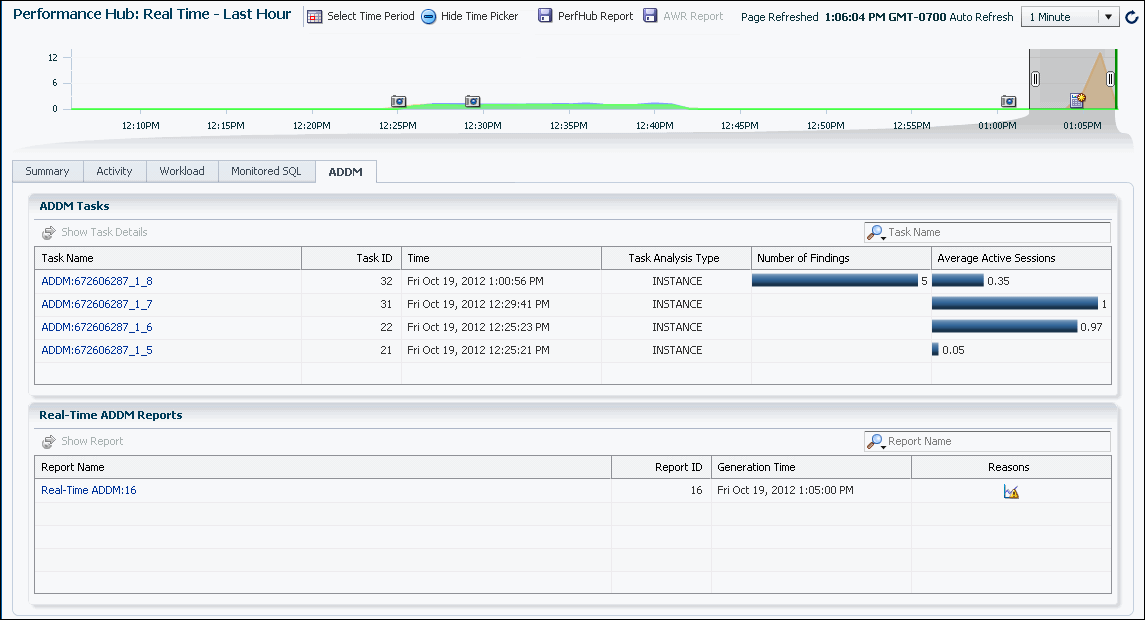 Performance Hub: Real Time - Last Hour Select Time Period Hide Time Picker PerfHub Report AWR Report Page Refreshed 1:06:04 PM GMT-0700 Auto Refresh 1 Minute
12
6
0
12:10PM 12:15PM 12:20PM 12:25PM 12:30PM 12:35PM 12:40PM 12:45PM 12:50PM 12:55PM 01:00PM 01:05PM
Summary Activity Workload Monitored SQL ADDM
ADDM Tasks
Show Task Details Task Name
Task Name Task ID Time Task Analysis Type Number of Findings Average Active Sessions
ADDM:672606287_1_8 32 Fri Oct 19, 2012 1:00:56 PM INSTANCE 5 0.35
ADDM:672606287_1_7 31 Fri Oct 19, 2012 12:29:41 PM INSTANCE 1
ADDM:672606287_1_6 22 Fri Oct 19, 2012 12:25:23 PM INSTANCE 0.97
ADDM:672606287_1_5 21 Fri Oct 19, 2012 12:25:21 PM INSTANCE 0.05
Real-Time ADDM Reports
Show Report Report Name
Report Name Report ID Generation Time Reasons
Real-Time ADDM:16 16 Fri Oct 19, 2012 1:05:00 PM